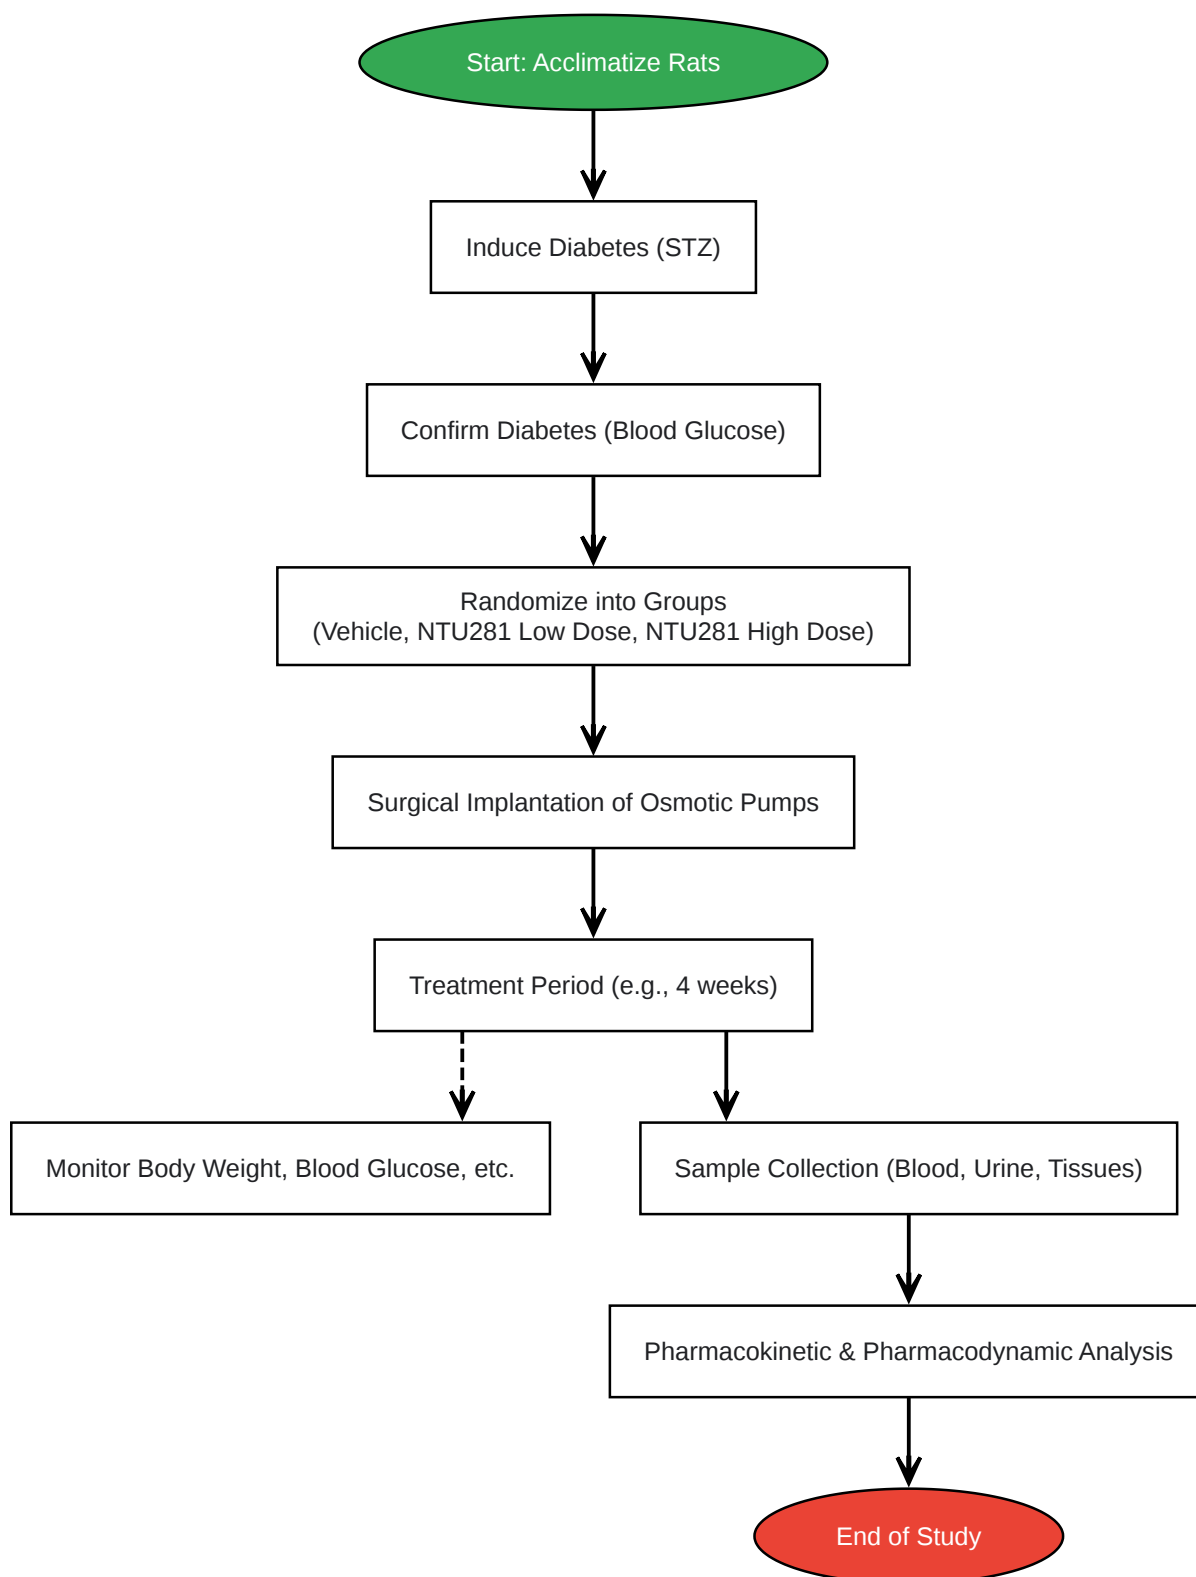 Start: Acclimatize Rats
Induce Diabetes (STZ)
Confirm Diabetes (Blood Glucose)
Randomize into Groups
(Vehicle, NTU281 Low Dose, NTU281 High Dose)
Surgical Implantation of Osmotic Pumps
Treatment Period (e.g., 4 weeks)
Monitor Body Weight, Blood Glucose, etc.
Sample Collection (Blood, Urine, Tissues)
Pharmacokinetic & Pharmacodynamic Analysis
End of Study